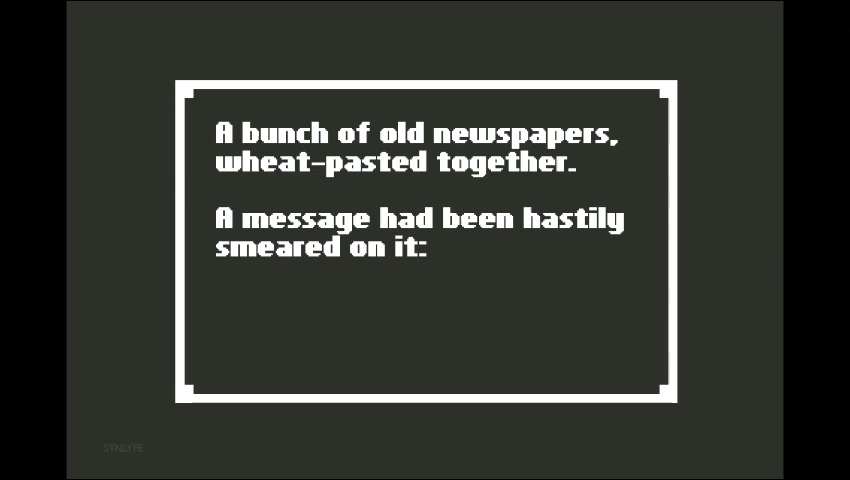 A bunch of old newspapers,
wheat-pasted together.
A message had been hastily
smeared on it:
SYNLYFE